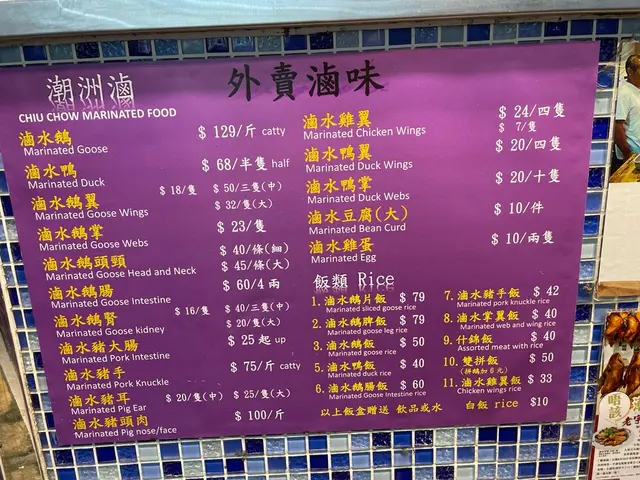 潮洲滷
外賣滷味
CHIU CHOW MARINATED FOOD
滷水鵝 $ 129/斤 catty
Marinated Goose
滷水鴨 $ 68/半隻 half
Marinated Duck
滷水鵝翼 $ 18/隻 $ 50/三隻(中)
Marinated Goose Wings $ 32/隻(大)
滷水鵝掌 $ 23/隻
Marinated Goose Webs
滷水鵝頭頸 $ 40/條(細)
Marinated Goose Head and Neck $ 45/條(大)
滷水鵝腸 $ 60/4兩
Marinated Goose Intestine
滷水鵝腎 $ 16/隻 $ 40/三隻(中)
Marinated Goose kidney $ 20/隻(大)
滷水豬大腸 $ 25起 up
Marinated Pork Intestine
滷水豬手 $ 75/斤 catty
Marinated Pork Knuckle
滷水豬耳 $ 20/隻(中) $ 25/隻(大)
Marinated Pig Ear
滷水豬頭肉 $ 100/斤
Marinated Pig nose/face
滷水雞翼 $ 24/四隻
Marinated Chicken Wings $ 7/隻
滷水鴨翼 $ 20/四隻
Marinated Duck Wings
滷水鴨掌 $ 20/十隻
Marinated Duck Webs
滷水豆腐(大) $ 10/件
Marinated Bean Curd
滷水雞蛋 $ 10/兩隻
Marinated Egg
飯類 Rice
1. 滷水鵝片飯 $ 79
Marinated sliced goose rice
2. 滷水鵝髀飯 $ 79
Marinated goose leg rice
3. 滷水鵝飯 $ 50
Marinated goose rice
5. 滷水鴨飯 $ 40
Marinated duck rice
6. 滷水鵝腸飯 $ 60
Marinated Goose Intestine rice
7. 滷水豬手飯 $ 42
Marinated pork knuckle rice
8. 滷水掌翼飯 $ 40
Marinated web and wing rice
9. 什錦飯 $ 40
Assorted meat with rice
10. 雙拼飯 $ 50
(拼鵝加6元)
11. 滷水雞翼飯 $ 33
Chicken wings rice
以上飯盒贈送 飲品或水 白飯 rice $10